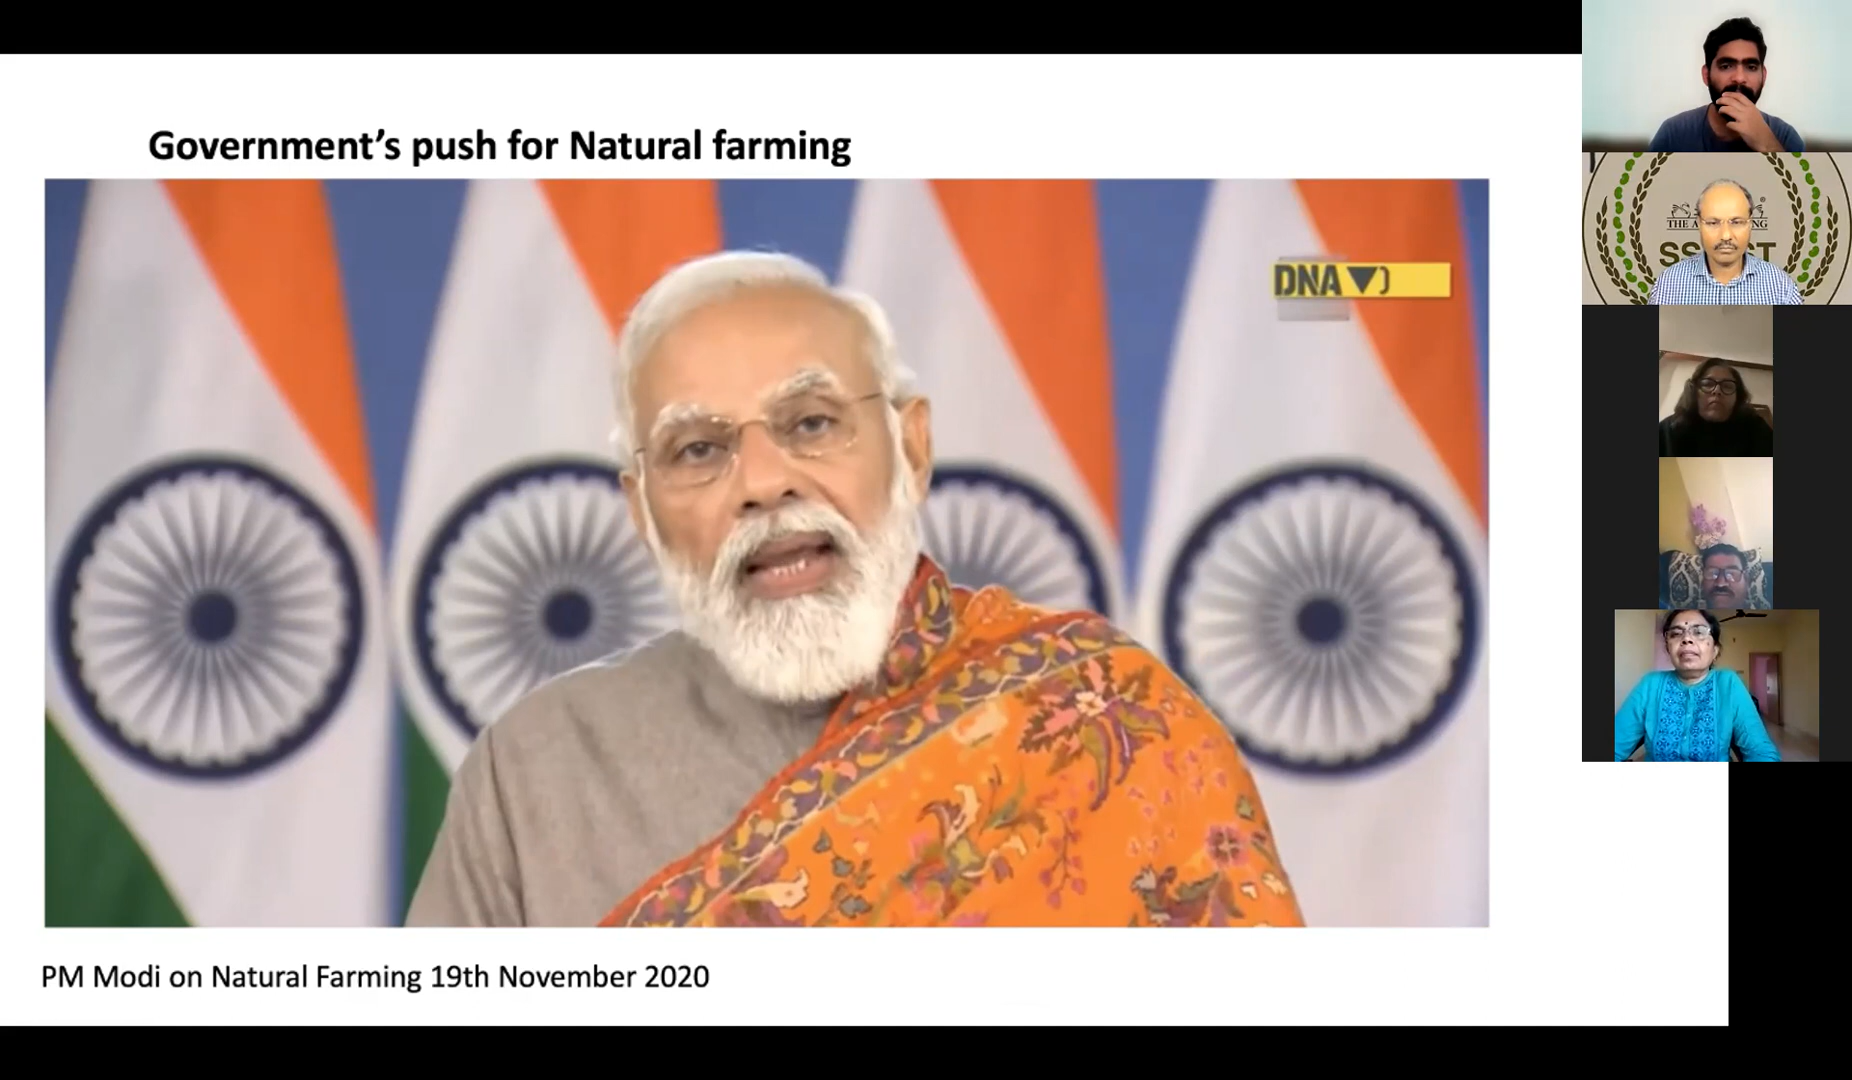 Government's push for Natural farming
DNA
PM Modi on Natural Farming 19th November 2020